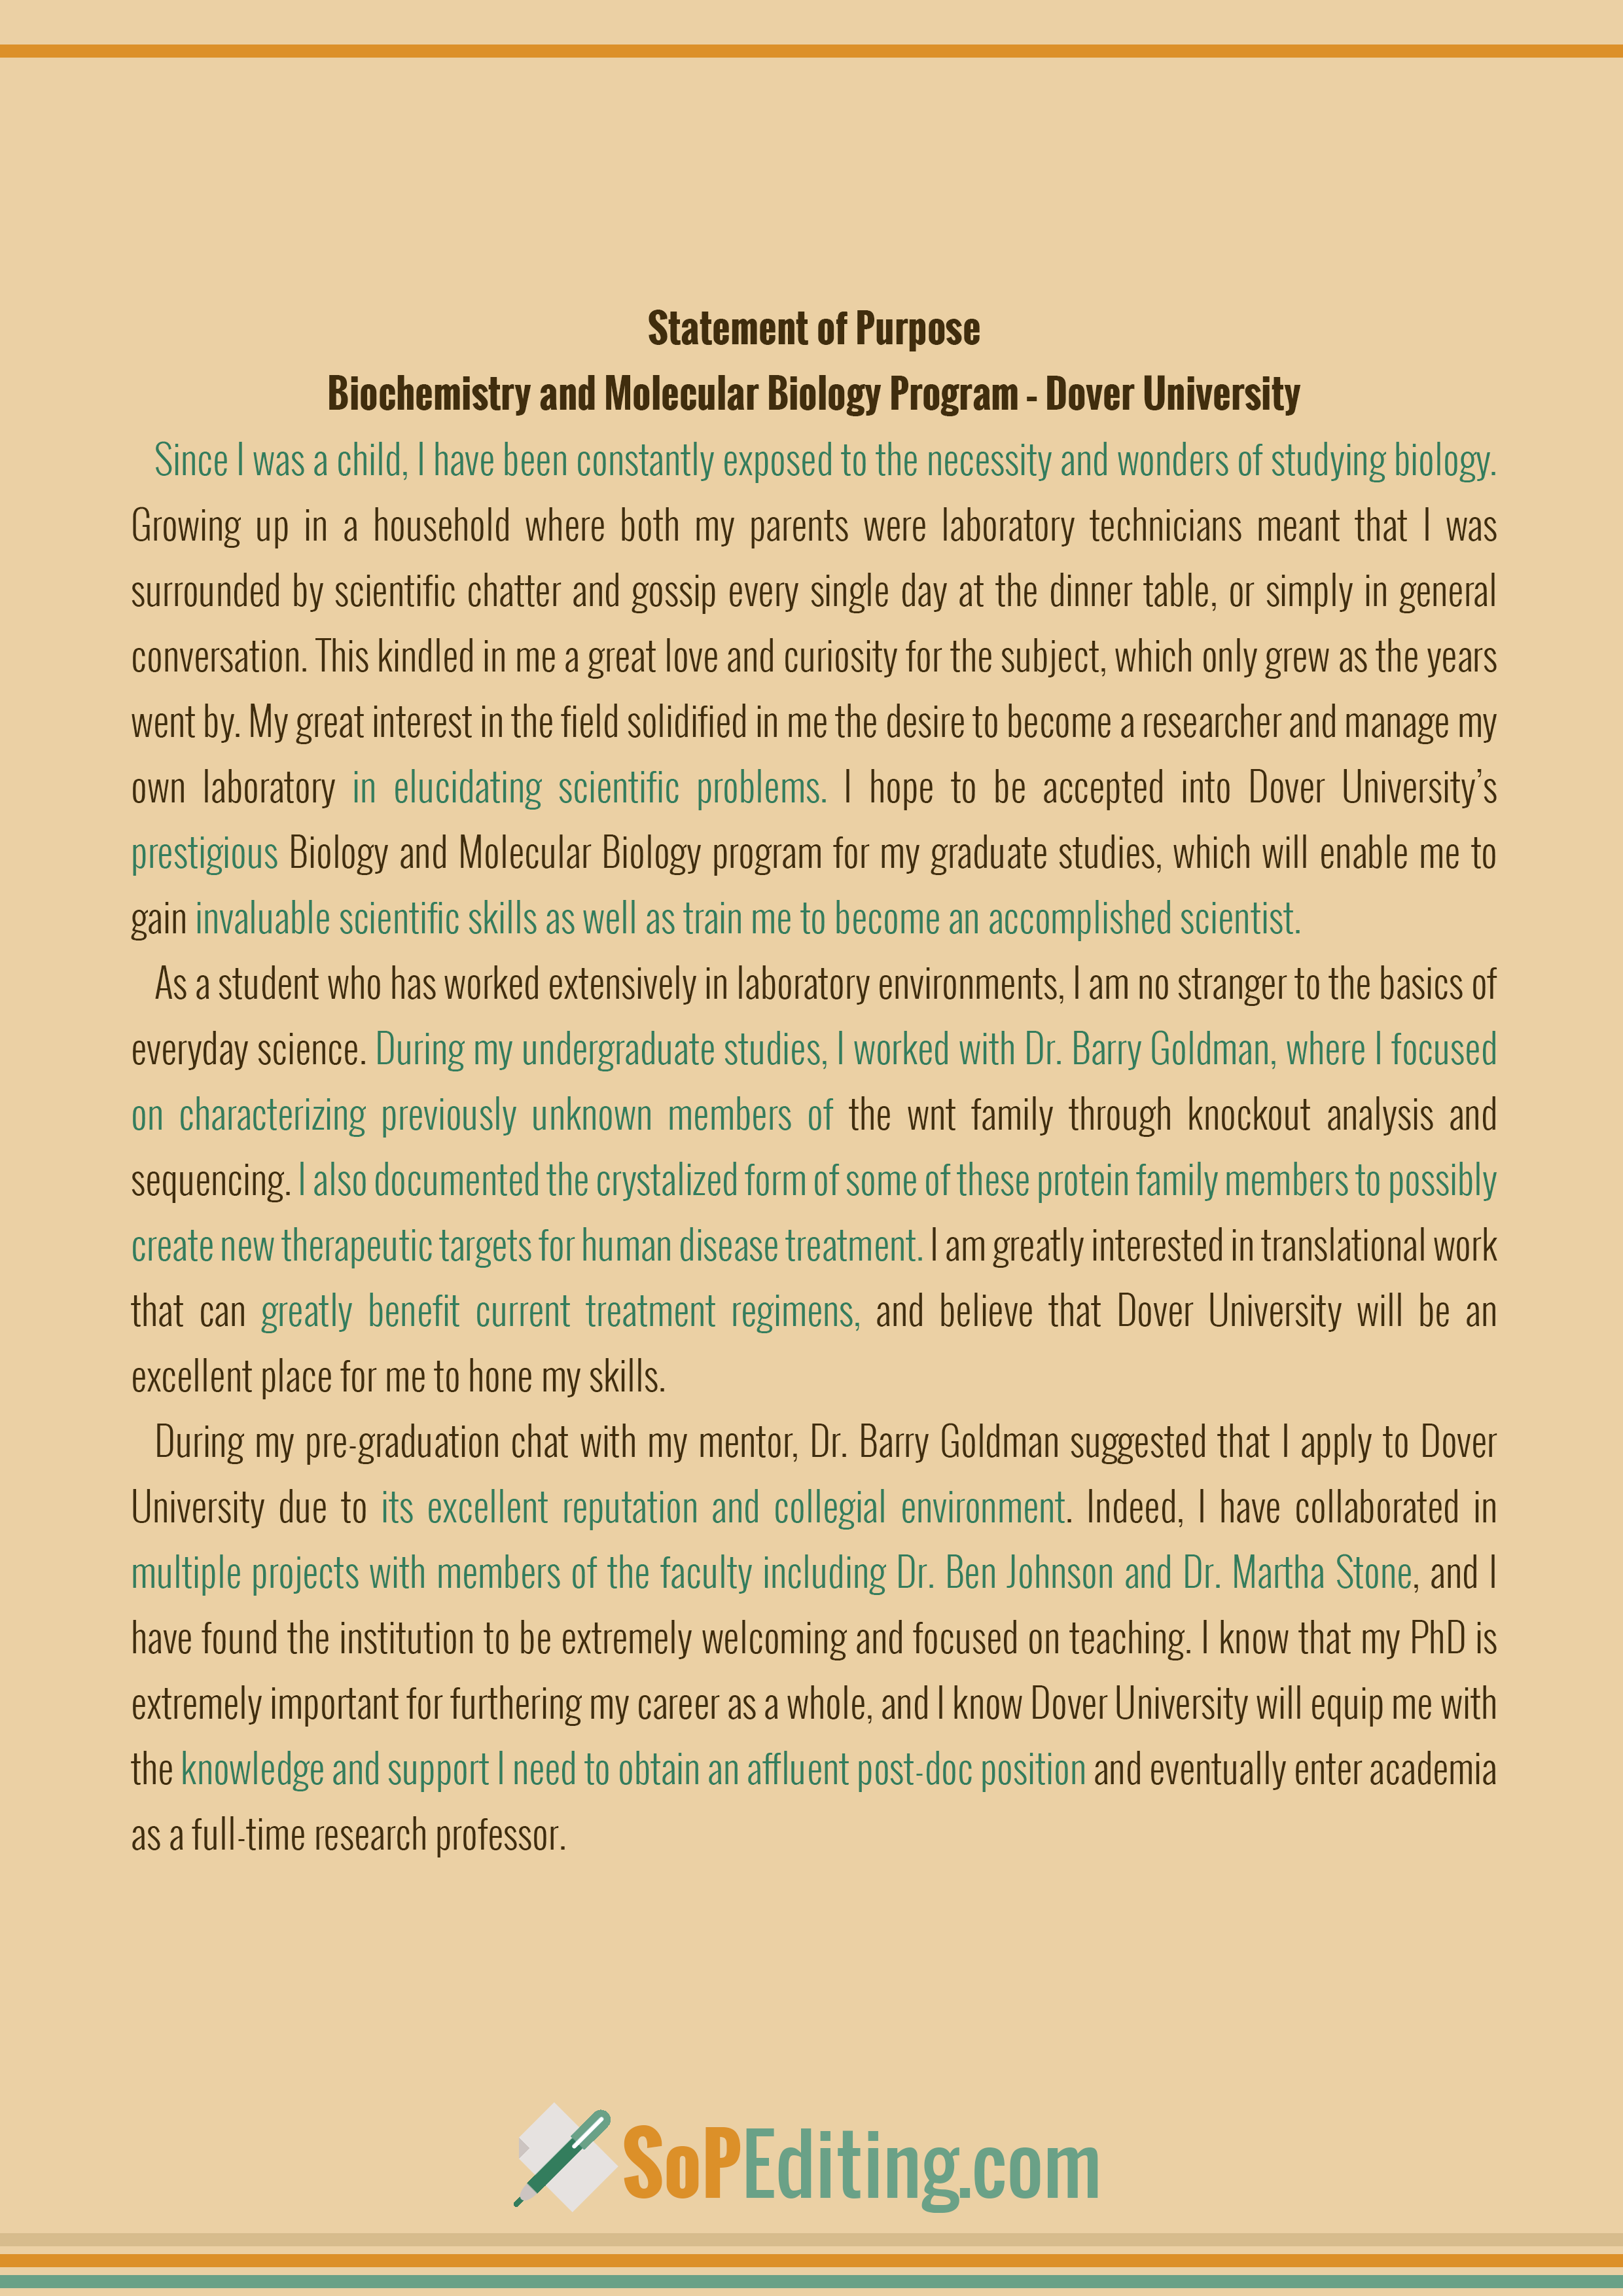 Statement of Purpose
Biochemistry and Molecular Biology Program - Dover University
Since I was a child, I have been constantly exposed to the necessity and wonders of studying biology.
Growing up in a household where both my parents were laboratory technicians meant that I was
surrounded by scientific chatter and gossip every single day at the dinner table, or simply in general
conversation. This kindled in me a great love and curiosity for the subject, which only grew as the years
went by. My great interest in the field solidified in me the desire to become a researcher and manage my
own laboratory in elucidating scientific problems. I hope to be accepted into Dover University’s
prestigious Biology and Molecular Biology program for my graduate studies, which will enable me to
gain invaluable scientific skills as well as train me to become an accomplished scientist.
As a student who has worked extensively in laboratory environments, I am no stranger to the basics of
everyday science. During my undergraduate studies, I worked with Dr. Barry Goldman, where I focused
on characterizing previously unknown members of the wnt family through knockout analysis and
sequencing. I also documented the crystalized form of some of these protein family members to possibly
create new therapeutic targets for human disease treatment. I am greatly interested in translational work
that can greatly benefit current treatment regimens, and believe that Dover University will be an
excellent place for me to hone my skills.
During my pre-graduation chat with my mentor, Dr. Barry Goldman suggested that I apply to Dover
University due to its excellent reputation and collegial environment. Indeed, I have collaborated in
multiple projects with members of the faculty including Dr. Ben Johnson and Dr. Martha Stone, and I
have found the institution to be extremely welcoming and focused on teaching. I know that my PhD is
extremely important for furthering my career as a whole, and I know Dover University will equip me with
the knowledge and support I need to obtain an affluent post-doc position and eventually enter academia
as a full-time research professor.
SoPEditing.com